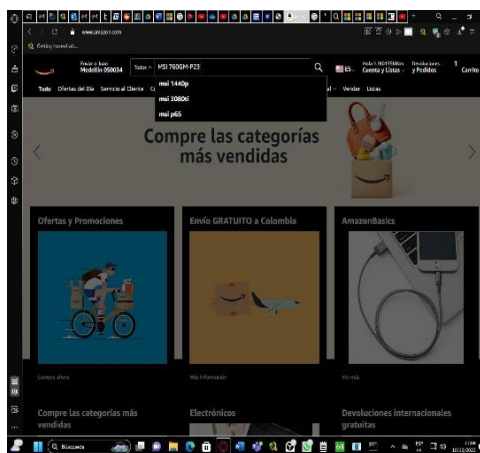 www.amazon.com
Enviar a Juan
Medellín 050034
Todos
MSI 760GM-P23
ES
Cuenta y Listas
Devoluciones
y Pedidos
1
Carrito
Todo
Ofertas del Día
Servicio al Cliente
Vender
Listas
msi 1440p
msi 3080ti
msi p65
Compre las categorías
más vendidas
Ofertas y Promociones
Envío GRATUITO a Colombia
AmazonBasics
Compra ahora
Más información
Ver más
Compre las categorías más
vendidas
Electrónicos
Devoluciones internacionales
gratuitas
Búsqueda